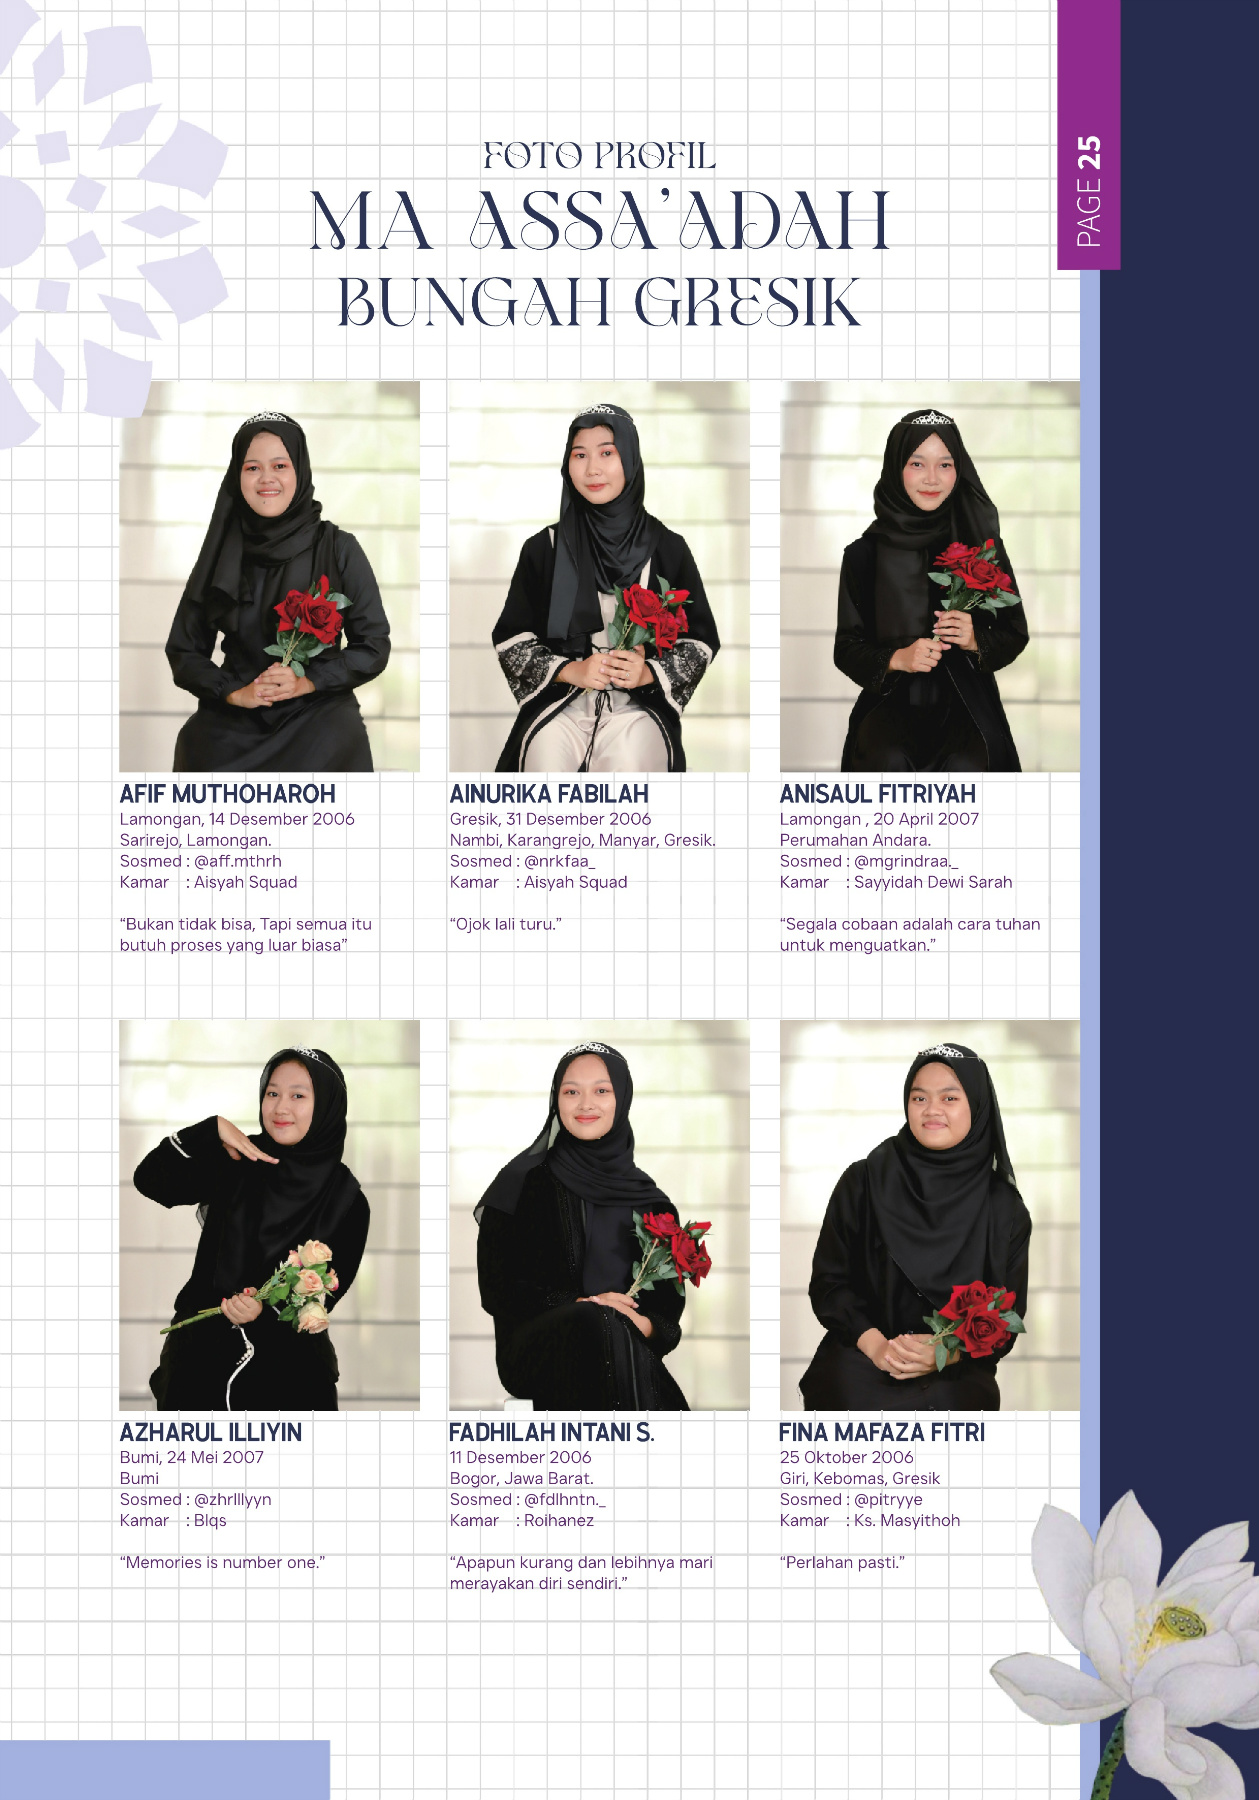 PAGE 25
FOTO PROFIL
MA ASSA'ADAH
BUNGAH GRESIK
AFIF MUTHOHAROH
Lamongan, 14 Desember 2006
Sarirejo, Lamongan.
Sosmed : @aff.mthrh
Kamar : Aisyah Squad
“Bukan tidak bisa, Tapi semua itu
butuh proses yang luar biasa”
AINURIKA FABILAH
Gresik, 31 Desember 2006
Nambi, Karangrejo, Manyar, Gresik.
Sosmed : @nrkfaa_
Kamar : Aisyah Squad
“Ojok lali turu.”
ANISAUL FITRIYAH
Lamongan , 20 April 2007
Perumahan Andara.
Sosmed : @mgrindraa._
Kamar : Sayyidah Dewi Sarah
“Segala cobaan adalah cara tuhan
untuk menguatkan.”
AZHARUL ILLIYIN
Bumi, 24 Mei 2007
Bumi
Sosmed : @zhrlllyyn
Kamar : Blqs
“Memories is number one.”
FADHILAH INTANI S.
11 Desember 2006
Bogor, Jawa Barat.
Sosmed : @fdlhntn._
Kamar : Roihanez
“Apapun kurang dan lebihnya mari
merayakan diri sendiri.”
FINA MAFAZA FITRI
25 Oktober 2006
Giri, Kebomas, Gresik
Sosmed : @pitryye
Kamar : Ks. Masyithoh
“Perlahan pasti.”